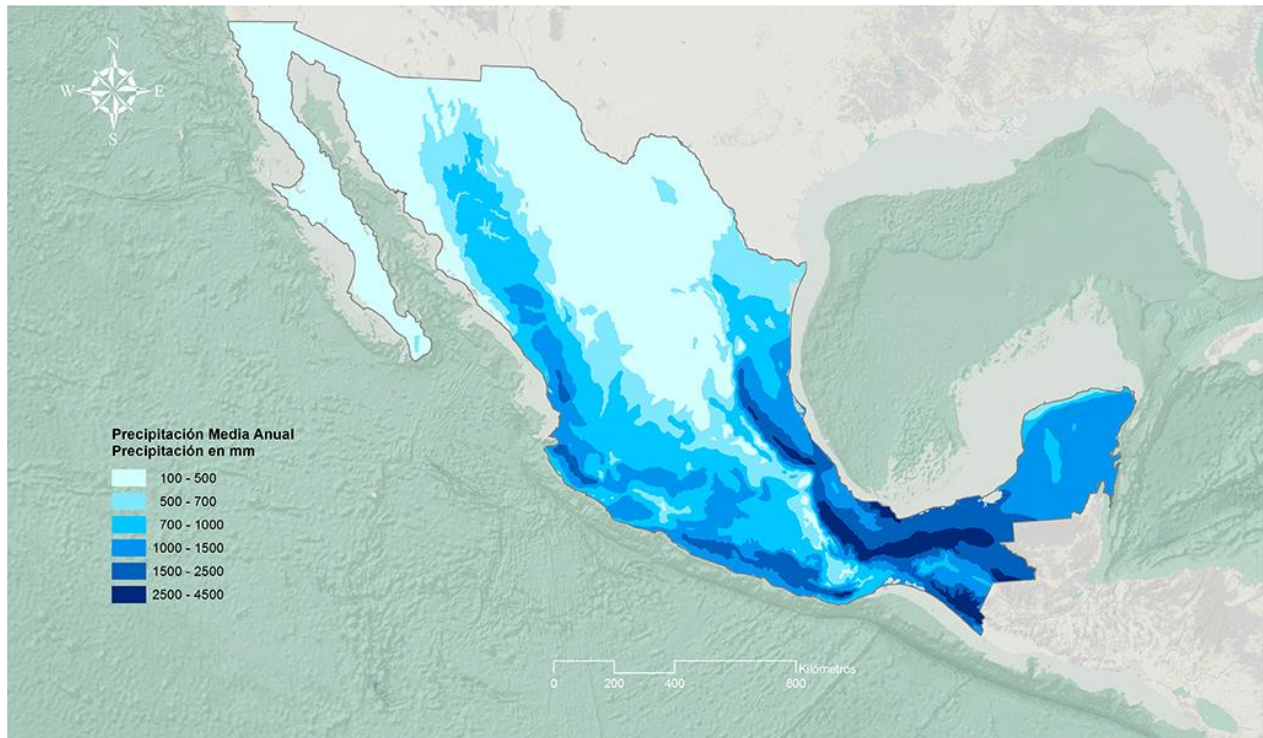 N
W E
S
Precipitación Media Anual
Precipitación en mm
100 - 500
500 - 700
700 - 1000
1000 - 1500
1500 - 2500
2500 - 4500
Kilómetros
0 200 400 800